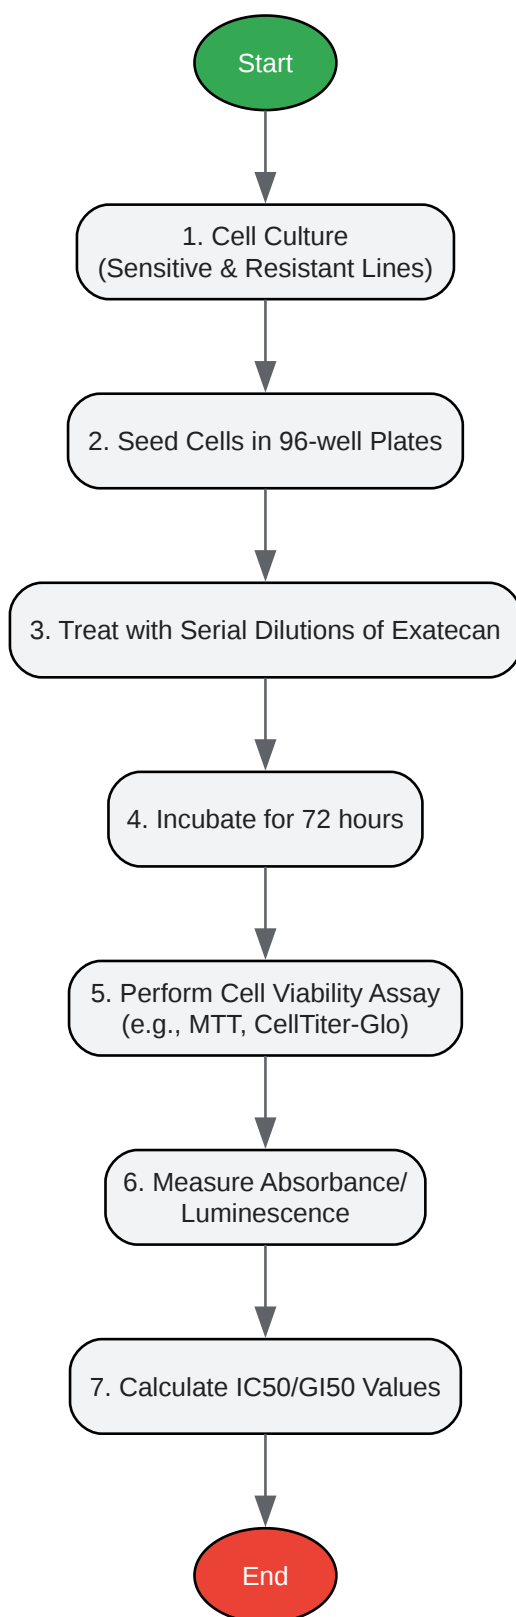 Start
1. Cell Culture
(Sensitive & Resistant Lines)
2. Seed Cells in 96-well Plates
3. Treat with Serial Dilutions of Exatecan
4. Incubate for 72 hours
5. Perform Cell Viability Assay
(e.g., MTT, CellTiter-Glo)
6. Measure Absorbance/
Luminescence
7. Calculate IC50/GI50 Values
End